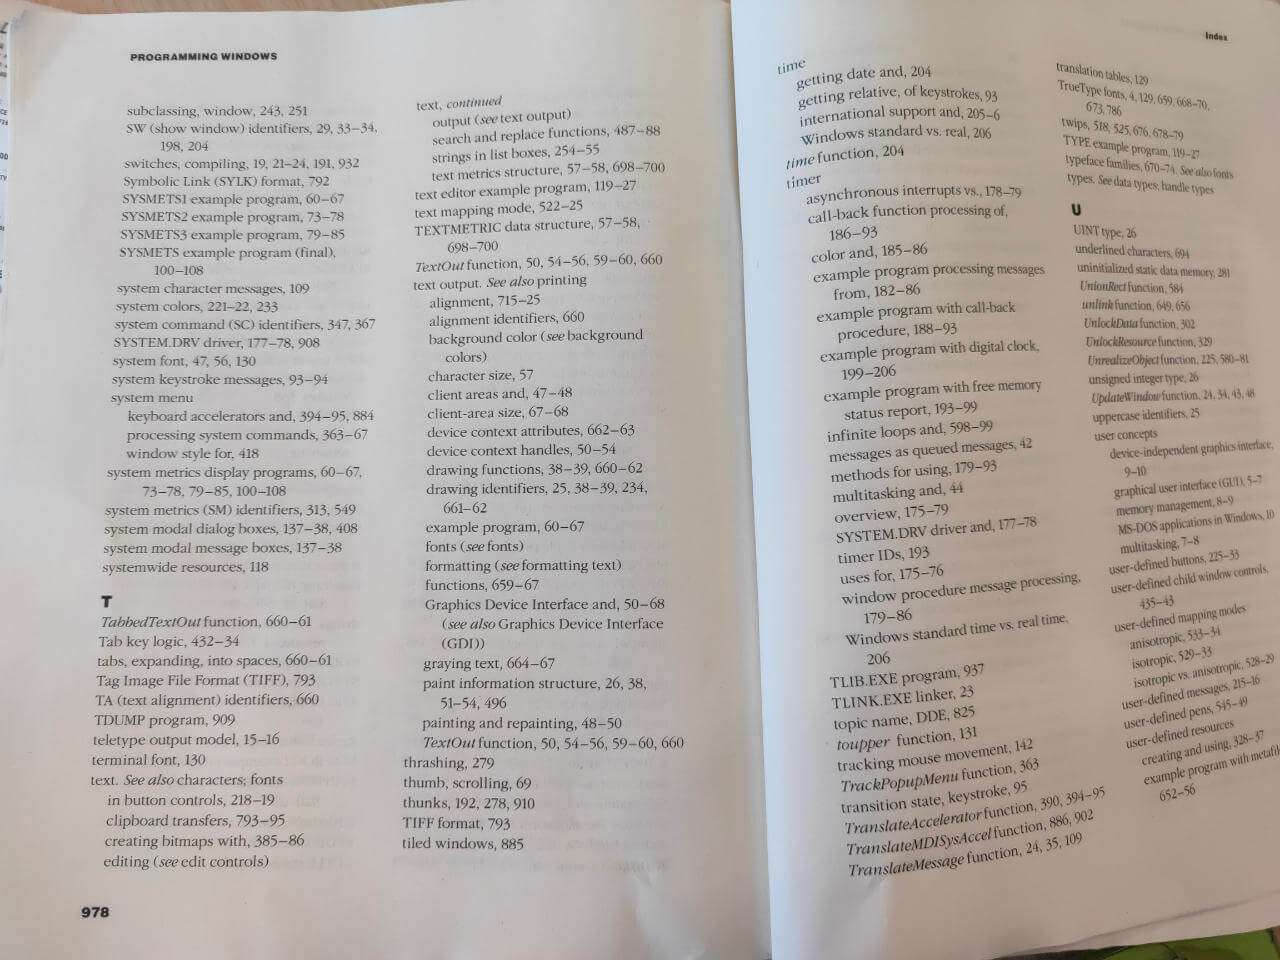 PROGRAMMING WINDOWS
subclassing, window, 243, 251
SW (show window) identifiers, 29, 33–34,
198, 204
switches, compiling, 19, 21–24, 191, 932
Symbolic Link (SYLK) format, 792
SYSMETS1 example program, 60–67
SYSMETS2 example program, 73–78
SYSMETS3 example program, 79–85
SYSMETS example program (final),
100–108
system character messages, 109
system colors, 221–22, 233
system command (SC) identifiers, 347, 367
SYSTEM.DRV driver, 177–78, 908
system font, 47, 56, 130
system keystroke messages, 93–94
system menu
keyboard accelerators and, 394–95, 884
processing system commands, 363–67
window style for, 418
system metrics display programs, 60–67,
73–78, 79–85, 100–108
system metrics (SM) identifiers, 313, 549
system modal dialog boxes, 137–38, 408
system modal message boxes, 137–38
systemwide resources, 118
T
TabbedTextOut function, 660–61
Tab key logic, 432–34
tabs, expanding, into spaces, 660–61
Tag Image File Format (TIFF), 793
TA (text alignment) identifiers, 660
TDUMP program, 909
teletype output model, 15–16
terminal font, 130
text. See also characters; fonts
in button controls, 218–19
clipboard transfers, 793–95
creating bitmaps with, 385–86
editing (see edit controls)
text, continued
output (see text output)
search and replace functions, 487–88
strings in list boxes, 254–55
text metrics structure, 57–58, 698–700
text editor example program, 119–27
text mapping mode, 522–25
TEXTMETRIC data structure, 57–58,
698–700
TextOut function, 50, 54–56, 59–60, 660
text output. See also printing
alignment, 715–25
alignment identifiers, 660
background color (see background
colors)
character size, 57
client areas and, 47–48
client-area size, 67–68
device context attributes, 662–63
device context handles, 50–54
drawing functions, 38–39, 660–62
drawing identifiers, 25, 38–39, 234,
661–62
example program, 60–67
fonts (see fonts)
formatting (see formatting text)
functions, 659–67
Graphics Device Interface and, 50–68
(see also Graphics Device Interface
(GDI))
graying text, 664–67
paint information structure, 26, 38,
51–54, 496
painting and repainting, 48–50
TextOut function, 50, 54–56, 59–60, 660
thrashing, 279
thumb, scrolling, 69
thunks, 192, 278, 910
TIFF format, 793
tiled windows, 885
978
Index
time
getting date and, 204
getting relative, of keystrokes, 93
international support and, 205–6
Windows standard vs. real, 206
time function, 204
timer
asynchronous interrupts vs., 178–79
call-back function processing of,
186–93
color and, 185–86
example program processing messages
from, 182–86
example program with call-back
procedure, 188–93
example program with digital clock,
199–206
example program with free memory
status report, 193–99
infinite loops and, 598–99
messages as queued messages, 42
methods for using, 179–93
multitasking and, 44
overview, 175–79
SYSTEM.DRV driver and, 177–78
timer IDs, 193
uses for, 175–76
window procedure message processing,
179–86
Windows standard time vs. real time,
206
TLIB.EXE program, 937
TLINK.EXE linker, 23
topic name, DDE, 825
toupper function, 131
tracking mouse movement, 142
TrackPopupMenu function, 363
transition state, keystroke, 95
TranslateAccelerator function, 390, 394–95
TranslateMDISysAccel function, 886, 902
TranslateMessage function, 24, 35, 109
translation tables, 129
TrueType fonts, 4, 129, 659, 668–70,
673, 786
twips, 518, 525, 676, 678–79
TYPE example program, 119–27
typeface families, 670–74. See also fonts
types. See data types; handle types
U
UINT type, 26
underlined characters, 694
uninitialized static data memory, 281
UnionRect function, 584
unlink function, 649, 656
UnlockData function, 302
UnlockResource function, 329
UnrealizeObject function, 225, 580–81
unsigned integer type, 26
UpdateWindow function, 24, 34, 43, 48
uppercase identifiers, 25
user concepts
device-independent graphics interface,
9–10
graphical user interface (GUI), 5–7
memory management, 8–9
MS-DOS applications in Windows, 10
multitasking, 7–8
user-defined buttons, 225–33
user-defined child window controls,
435–43
user-defined mapping modes
anisotropic, 533–34
isotropic, 529–33
isotropic vs. anisotropic, 528–29
user-defined messages, 215–16
user-defined pens, 545–49
user-defined resources
creating and using, 328–37
example program with
652–56